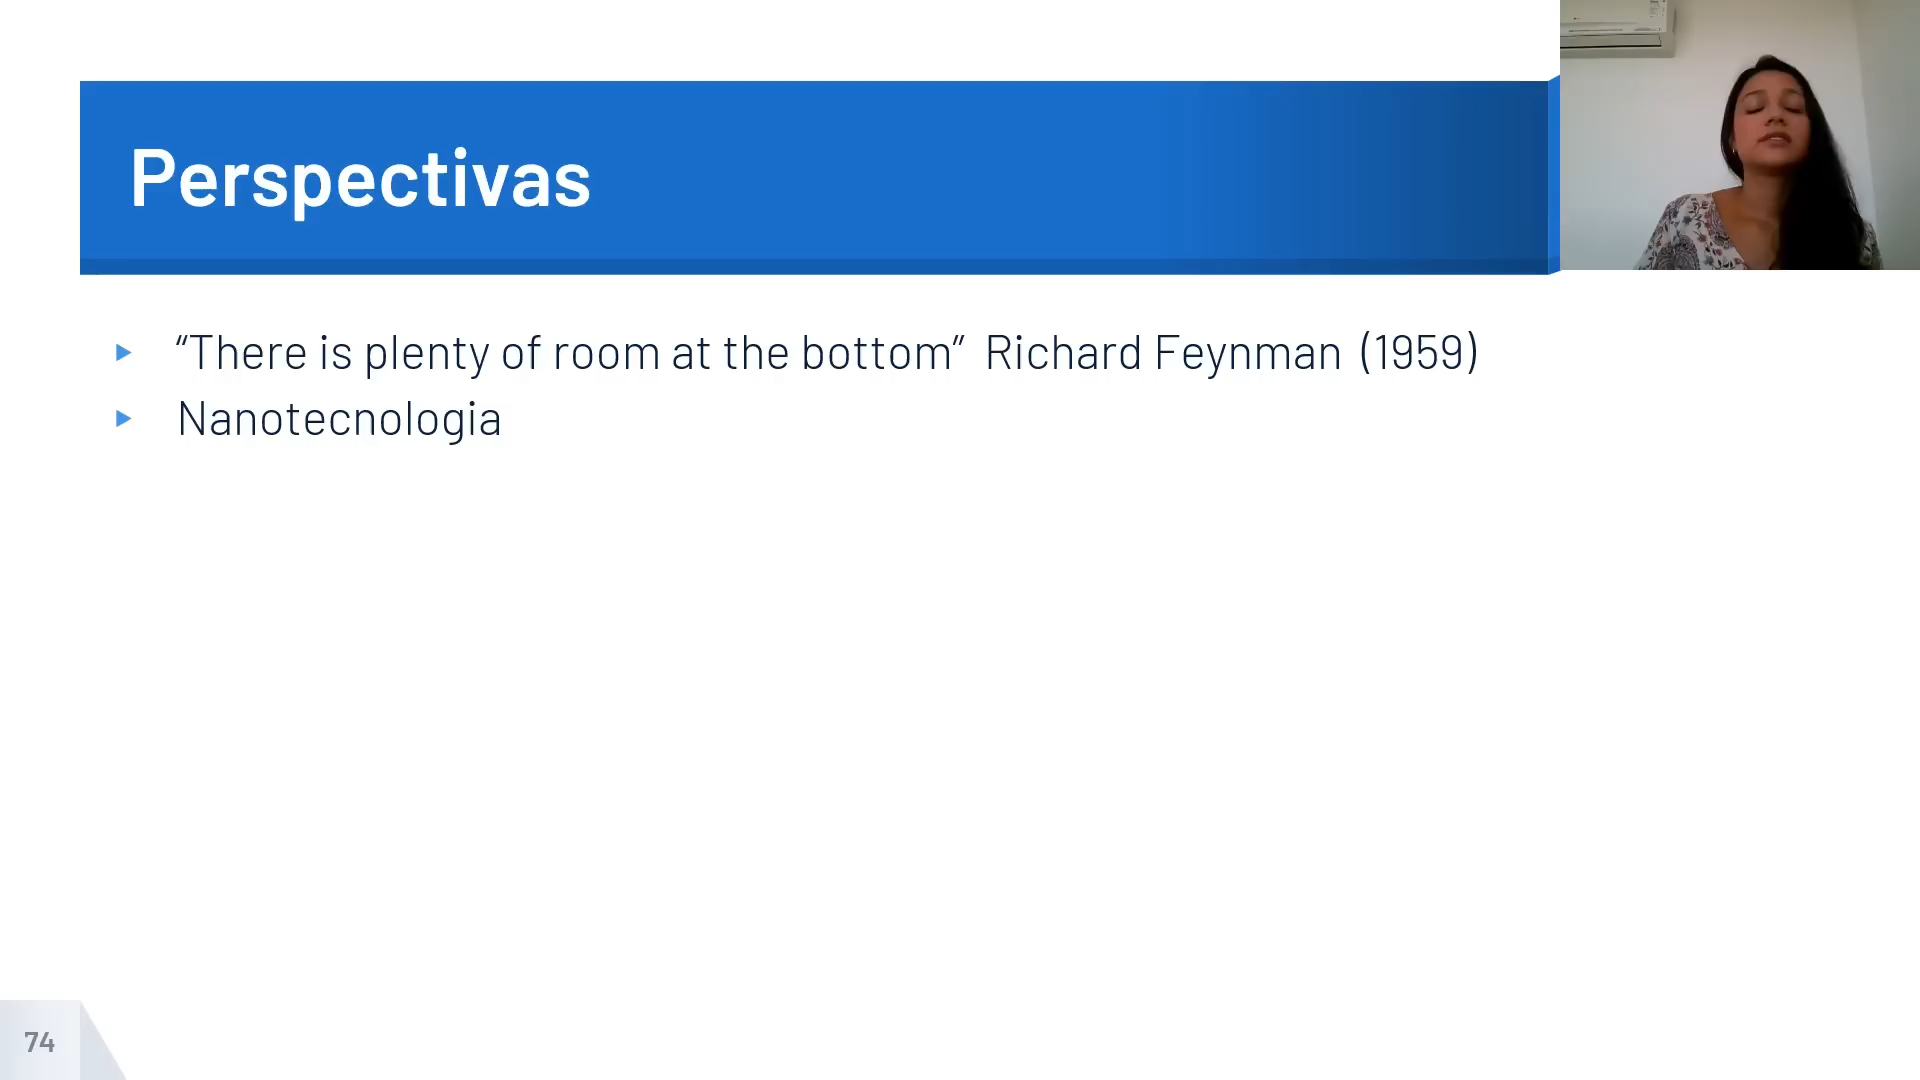 Perspectivas
“There is plenty of room at the bottom” Richard Feynman (1959)
Nanotecnologia
74